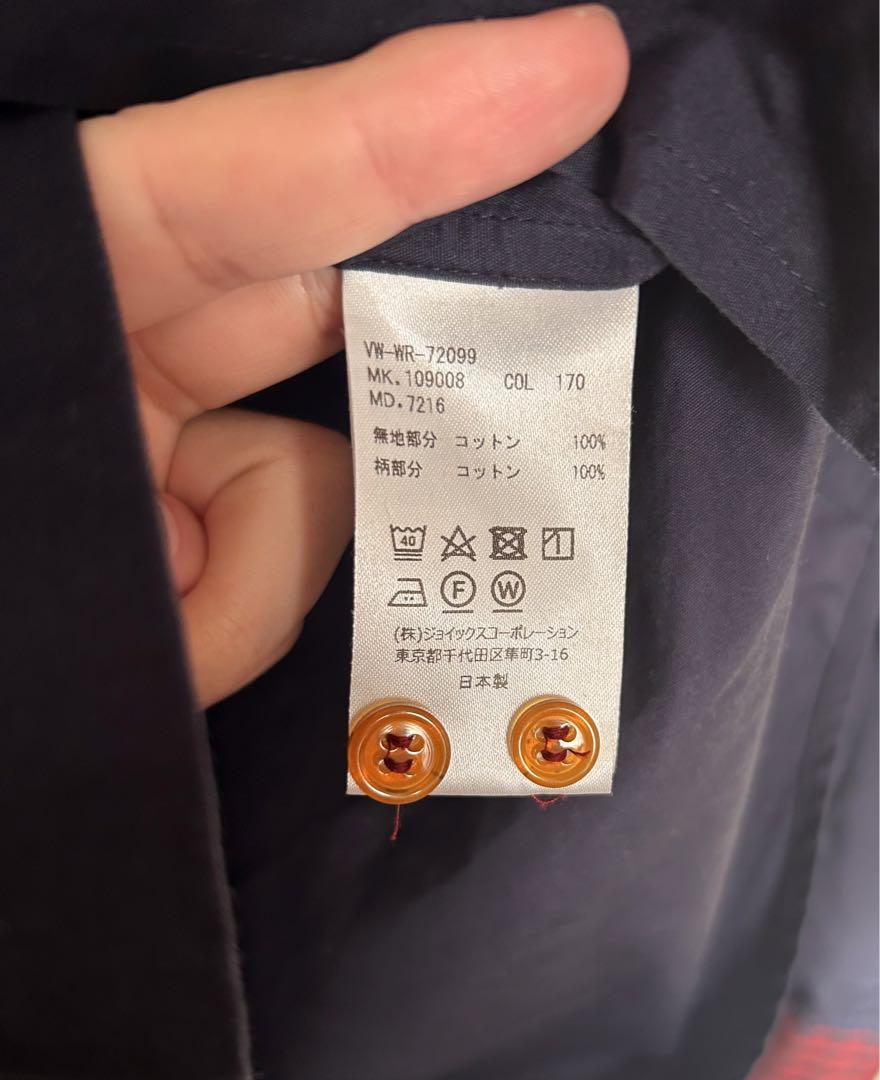 VW-WR-72099
MK.109008 COL 170
MD.7216
無地部分 コットン 100%
柄部分 コットン 100%
40
F W
(株)ジョイックスコーポレーション
東京都千代田区隼町3-16
日本製